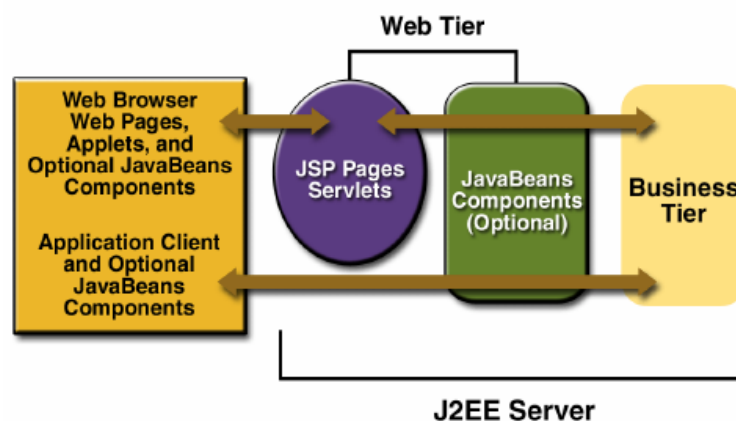 Web Tier
Web Browser
Web Pages,
Applets, and
Optional JavaBeans
Components
Application Client
and Optional
JavaBeans
Components
JSP Pages
Servlets
JavaBeans
Components
(Optional)
Business
Tier
J2EE Server